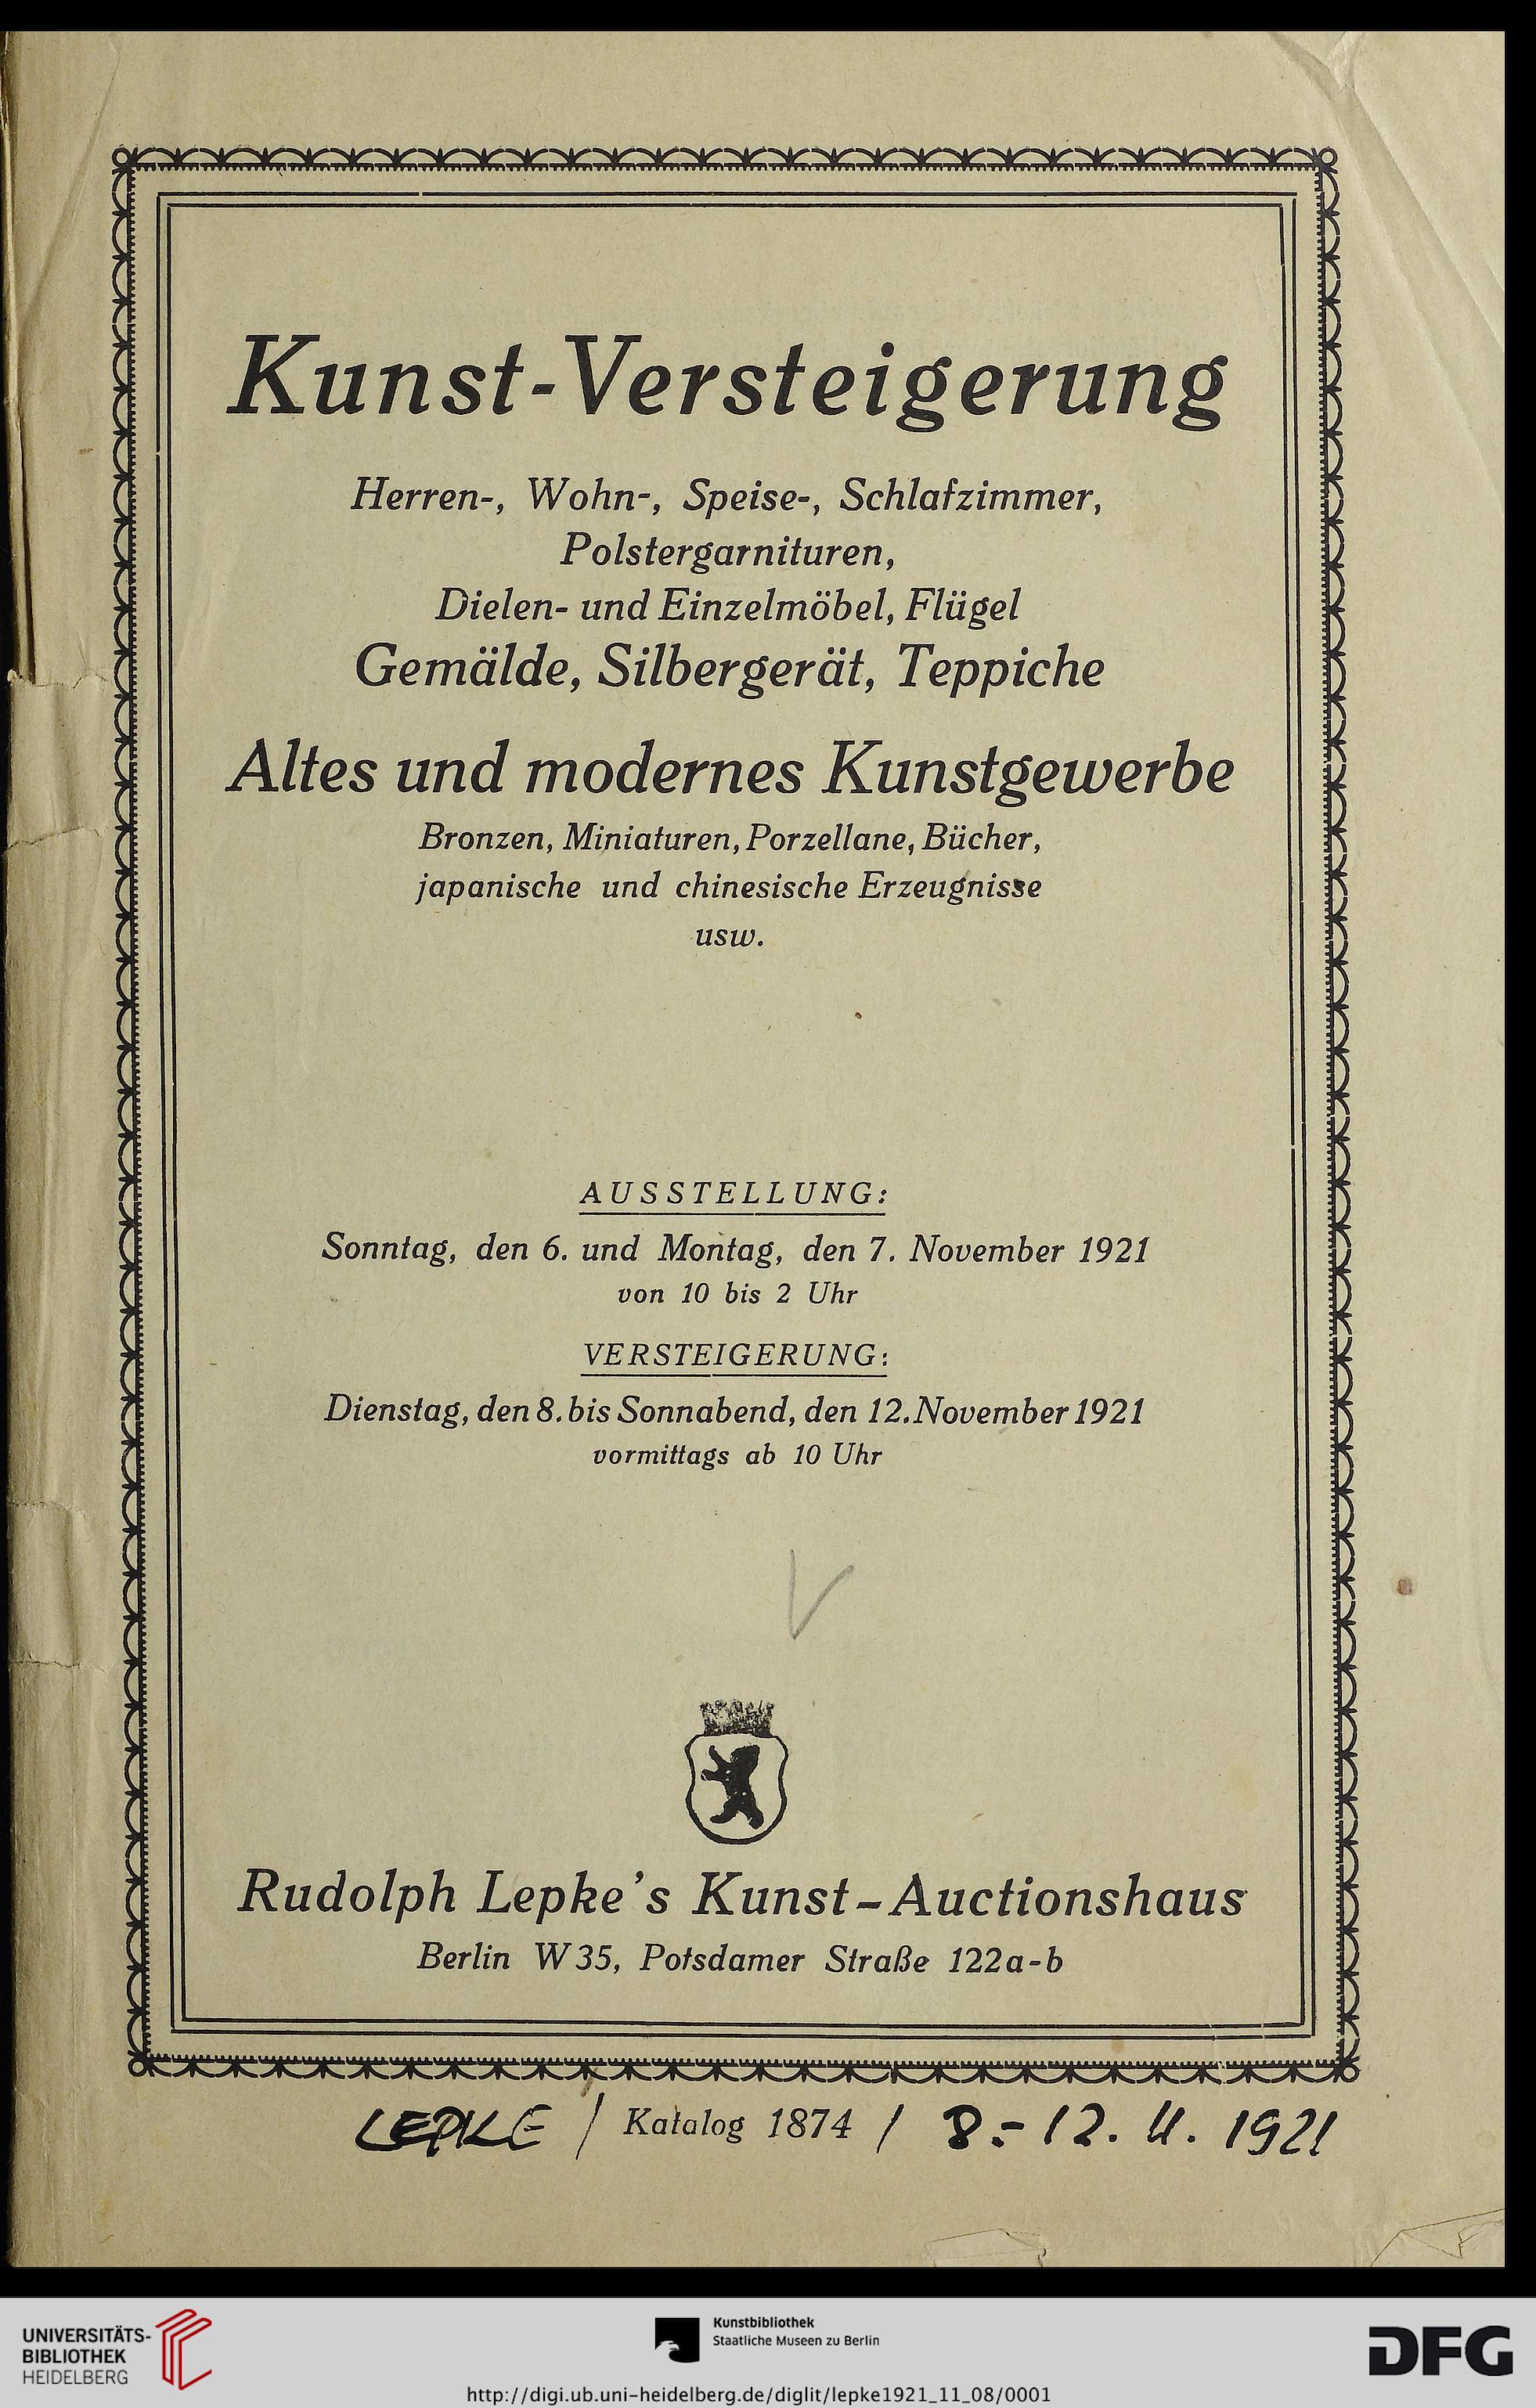 Kunst-Versteigerung
Herren-, Wohn-, Speise-, Schlafzimmer,
Polstergarnituren,
Dielen- und Einzelmöbel, Flügel
Gemälde, Silbergerät, Teppiche
Altes und modernes Kunstgewerbe
Bronzen, Miniaturen, Porzellane, Bücher,
japanische und chinesische Erzeugnisse
usw.
AUSSTELLUNG:
Sonntag, den 6. und Montag, den 7. November 1921
von 10 bis 2 Uhr
VERSTEIGERUNG:
Dienstag, den 8. bis Sonnabend, den 12. November 1921
vormittags ab 10 Uhr
Rudolph Lepke's Kunst-Auctionshaus
Berlin W 35, Potsdamer Straße 122a-b
LEPKE / Katalog 1874 / 8.-12. 11. 1921
UNIVERSITÄTS-
BIBLIOTHEK
HEIDELBERG
Kunstbibliothek
Staatliche Museen zu Berlin
DFG
http://digi.ub.uni-heidelberg.de/diglit/lepke1921_11_08/0001